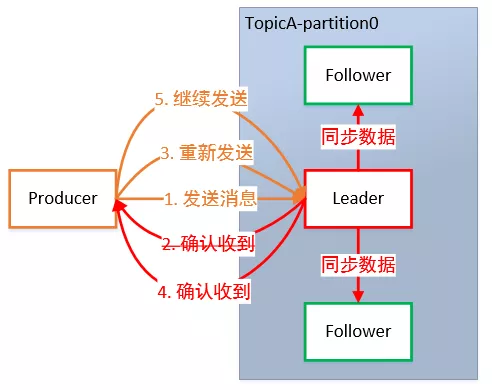 TopicA-partition0
Follower
5. 继续发送
同步数据
3. 重新发送
Producer
1. 发送消息
Leader
2. 确认收到
同步数据
4. 确认收到
Follower